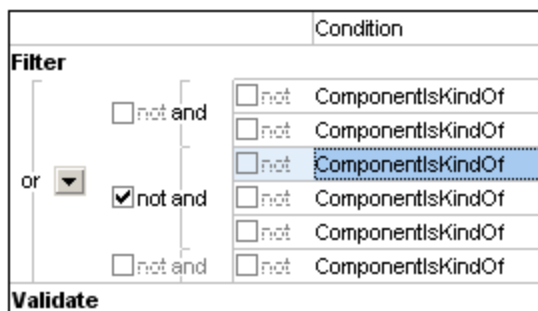 Condition
Filter
not ComponentIsKindOf
not and
not ComponentIsKindOf
not ComponentIsKindOf
or
not and
not ComponentIsKindOf
not ComponentIsKindOf
not and not ComponentIsKindOf
Validate